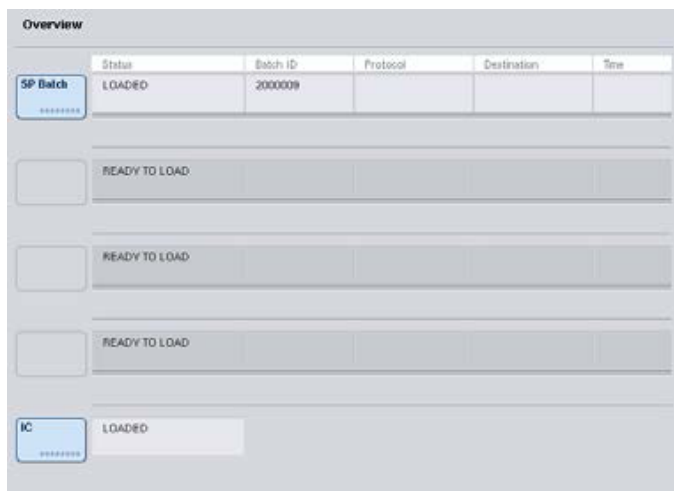 Overview
Status Batch ID Protocol Destination Time
SP Batch LOADED 2000009
READY TO LOAD
READY TO LOAD
READY TO LOAD
IC LOADED